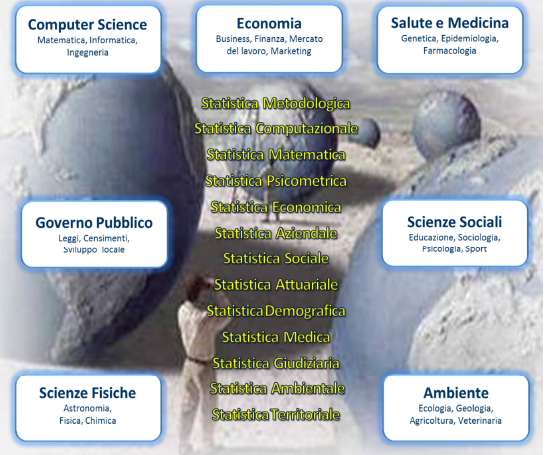 Computer Science
Matematica, Informatica,
Ingegneria
Economia
Business, Finanza, Mercato
del lavoro, Marketing
Salute e Medicina
Genetica, Epidemiologia,
Farmacologia
Statistica Metodologica
Statistica Computazionale
Statistica Matematica
Statistica Psicometrica
Statistica Economica
Statistica Aziendale
Statistica Sociale
Statistica Attuariale
Statistica Demografica
Statistica Medica
Statistica Giudiziaria
Statistica Ambientale
Statistica Territoriale
Governo Pubblico
Leggi, Censimenti,
Sviluppo locale
Scienze Sociali
Educazione, Sociologia,
Psicologia, Sport
Scienze Fisiche
Astronomia,
Fisica, Chimica
Ambiente
Ecologia, Geologia,
Agricoltura, Veterinaria